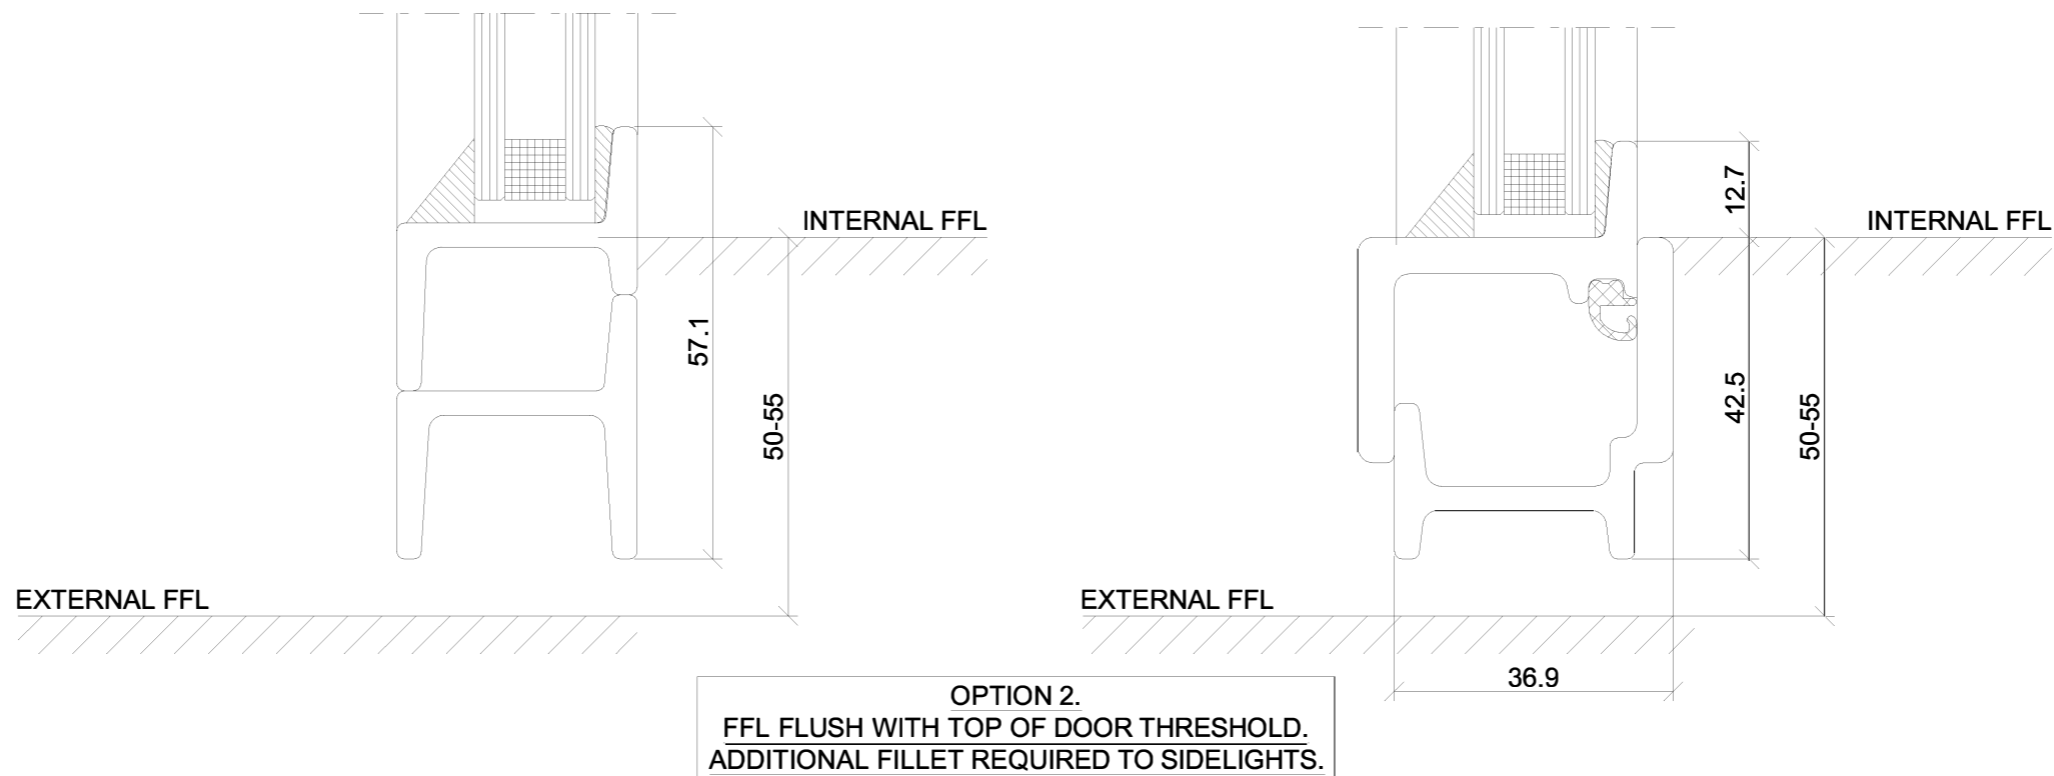 INTERNAL FFL
57.1
50-55
EXTERNAL FFL
12.7
INTERNAL FFL
42.5
50-55
EXTERNAL FFL
36.9
OPTION 2.
FFL FLUSH WITH TOP OF DOOR THRESHOLD.
ADDITIONAL FILLET REQUIRED TO SIDELIGHTS.